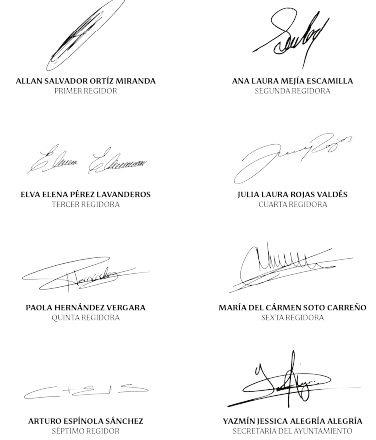 ALLAN SALVADOR ORTÍZ MIRANDA
PRIMER REGIDOR
ANA LAURA MEJÍA ESCAMILLA
SEGUNDA REGIDORA
ELVA ELENA PÉREZ LAVANDEROS
TERCER REGIDORA
JULIA LAURA ROJAS VALDÉS
CUARTA REGIDORA
PAOLA HERNÁNDEZ VERGARA
QUINTA REGIDORA
MARÍA DEL CÁRMEN SOTO CARREÑO
SEXTA REGIDORA
ARTURO ESPÍNOLA SÁNCHEZ
SÉPTIMO REGIDOR
YAZMÍN JESSICA ALEGRÍA ALEGRÍA
SECRETARIA DEL AYUNTAMIENTO